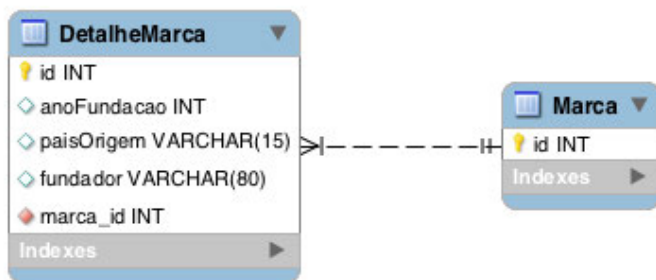 DetalheMarca
id INT
anoFundacao INT
paisOrigem VARCHAR(15)
fundador VARCHAR(80)
marca_id INT
Indexes
Marca
id INT
Indexes